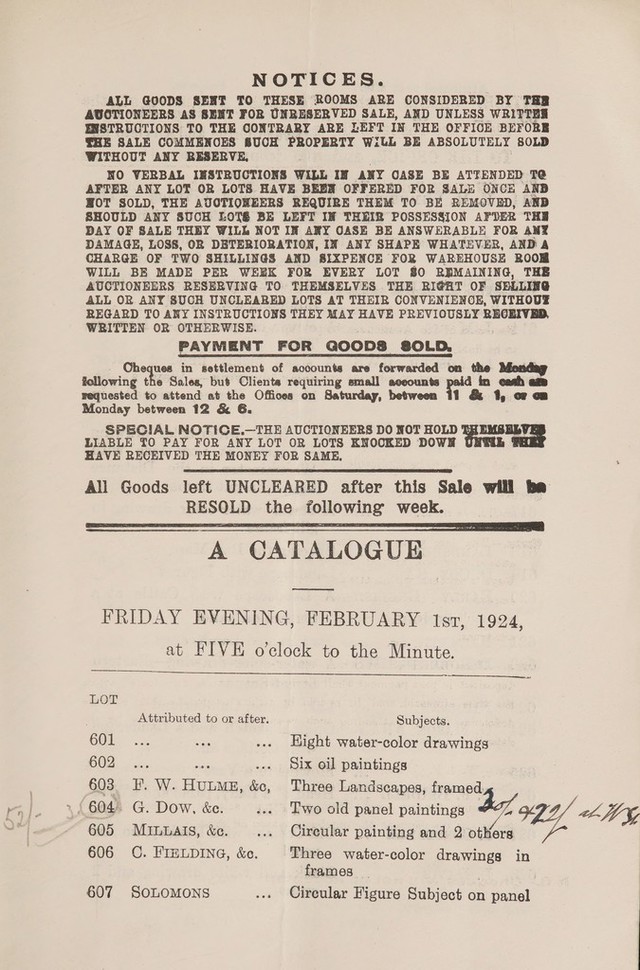 NOTICES.
ALL GOODS SENT TO THESE ROOMS ARE CONSIDERED BY THE
AUCTIONEERS AS SENT FOR UNRESERVED SALE, AND UNLESS WRITTEN
INSTRUCTIONS TO THE CONTRARY ARE LEFT IN THE OFFICE BEFORE
THE SALE COMMENCES SUCH PROPERTY WILL BE ABSOLUTELY SOLD
WITHOUT ANY RESERVE.
NO VERBAL INSTRUCTIONS WILL IN ANY CASE BE ATTENDED TO
AFTER ANY LOT OR LOTS HAVE BEEN OFFERED FOR SALE ONCE AND
NOT SOLD, THE AUCTIONEERS REQUIRE THEM TO BE REMOVED, AND
SHOULD ANY SUCH LOTS BE LEFT IN THEIR POSSESSION AFTER THE
DAY OF SALE THEY WILL NOT IN ANY CASE BE ANSWERABLE FOR ANY
DAMAGE, LOSS, OR DETERIORATION, IN ANY SHAPE WHATEVER, AND A
CHARGE OF TWO SHILLINGS AND SIXPENCE FOR WAREHOUSE ROOM
WILL BE MADE PER WEEK FOR EVERY LOT SO REMAINING, THE
AUCTIONEERS RESERVING TO THEMSELVES THE RIGHT OF SELLING
ALL OR ANY SUCH UNCLEARED LOTS AT THEIR CONVENIENCE, WITHOUT
REGARD TO ANY INSTRUCTIONS THEY MAY HAVE PREVIOUSLY RECEIVED.
WRITTEN OR OTHERWISE.
PAYMENT FOR GOODS SOLD.
Cheques in settlement of accounts are forwarded on the Monday
following the Sales, but Clients requiring small accounts paid in cash are
requested to attend at the Offices on Saturday, between 11 & 1, or on
Monday between 12 & 6.
SPECIAL NOTICE.—THE AUCTIONEERS DO NOT HOLD THEMSELVES
LIABLE TO PAY FOR ANY LOT OR LOTS KNOCKED DOWN UNTIL THEY
HAVE RECEIVED THE MONEY FOR SAME.
All Goods left UNCLEARED after this Sale will be
RESOLD the following week.
A CATALOGUE
FRIDAY EVENING, FEBRUARY 1ST, 1924,
at FIVE o'clock to the Minute.
LOT
Attributed to or after. Subjects.
601 ... ... ... Eight water-color drawings
602 ... ... ... Six oil paintings
603 F. W. HULME, &c, Three Landscapes, framed
52/- 604 G. DOW, &c. ... Two old panel paintings
605 MILLAIS, &c. ... Circular painting and 2 others
606 C. FIELDING, &c. Three water-color drawings in
frames
607 SOLOMONS ... Circular Figure Subject on panel